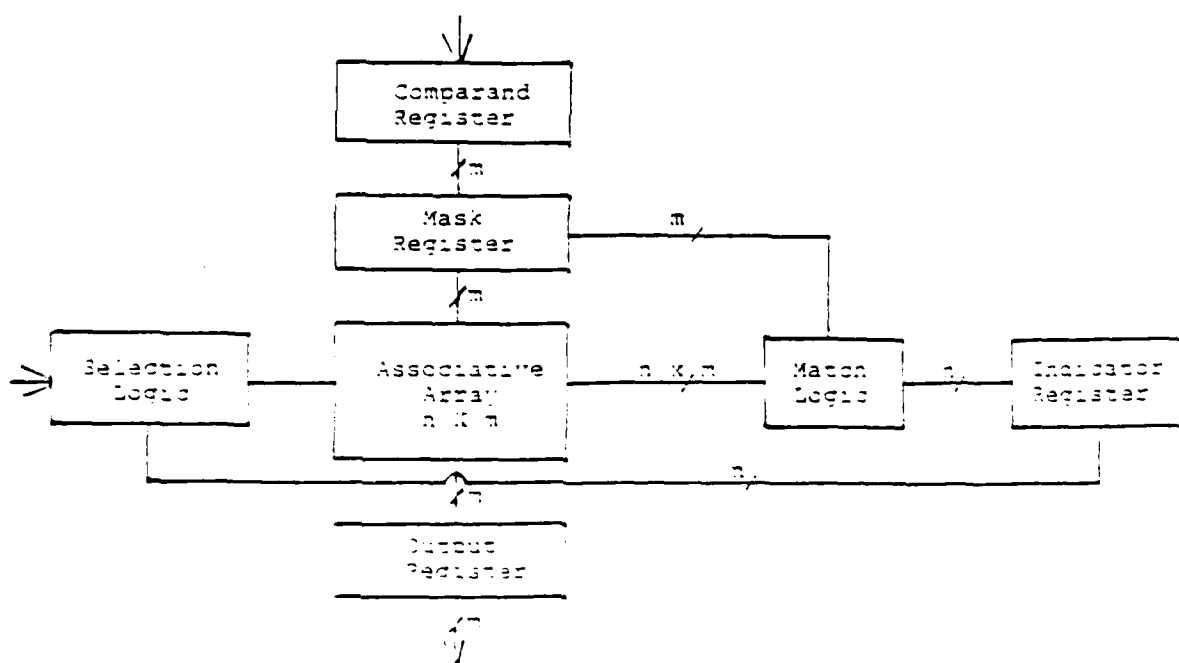 Comparand
Register
m
Mask
Register
m
m
Selection
Logic
Associative
Array
n X m
n x m
Match
Logic
n
Indicator
Register
n
m
Output
Register
m